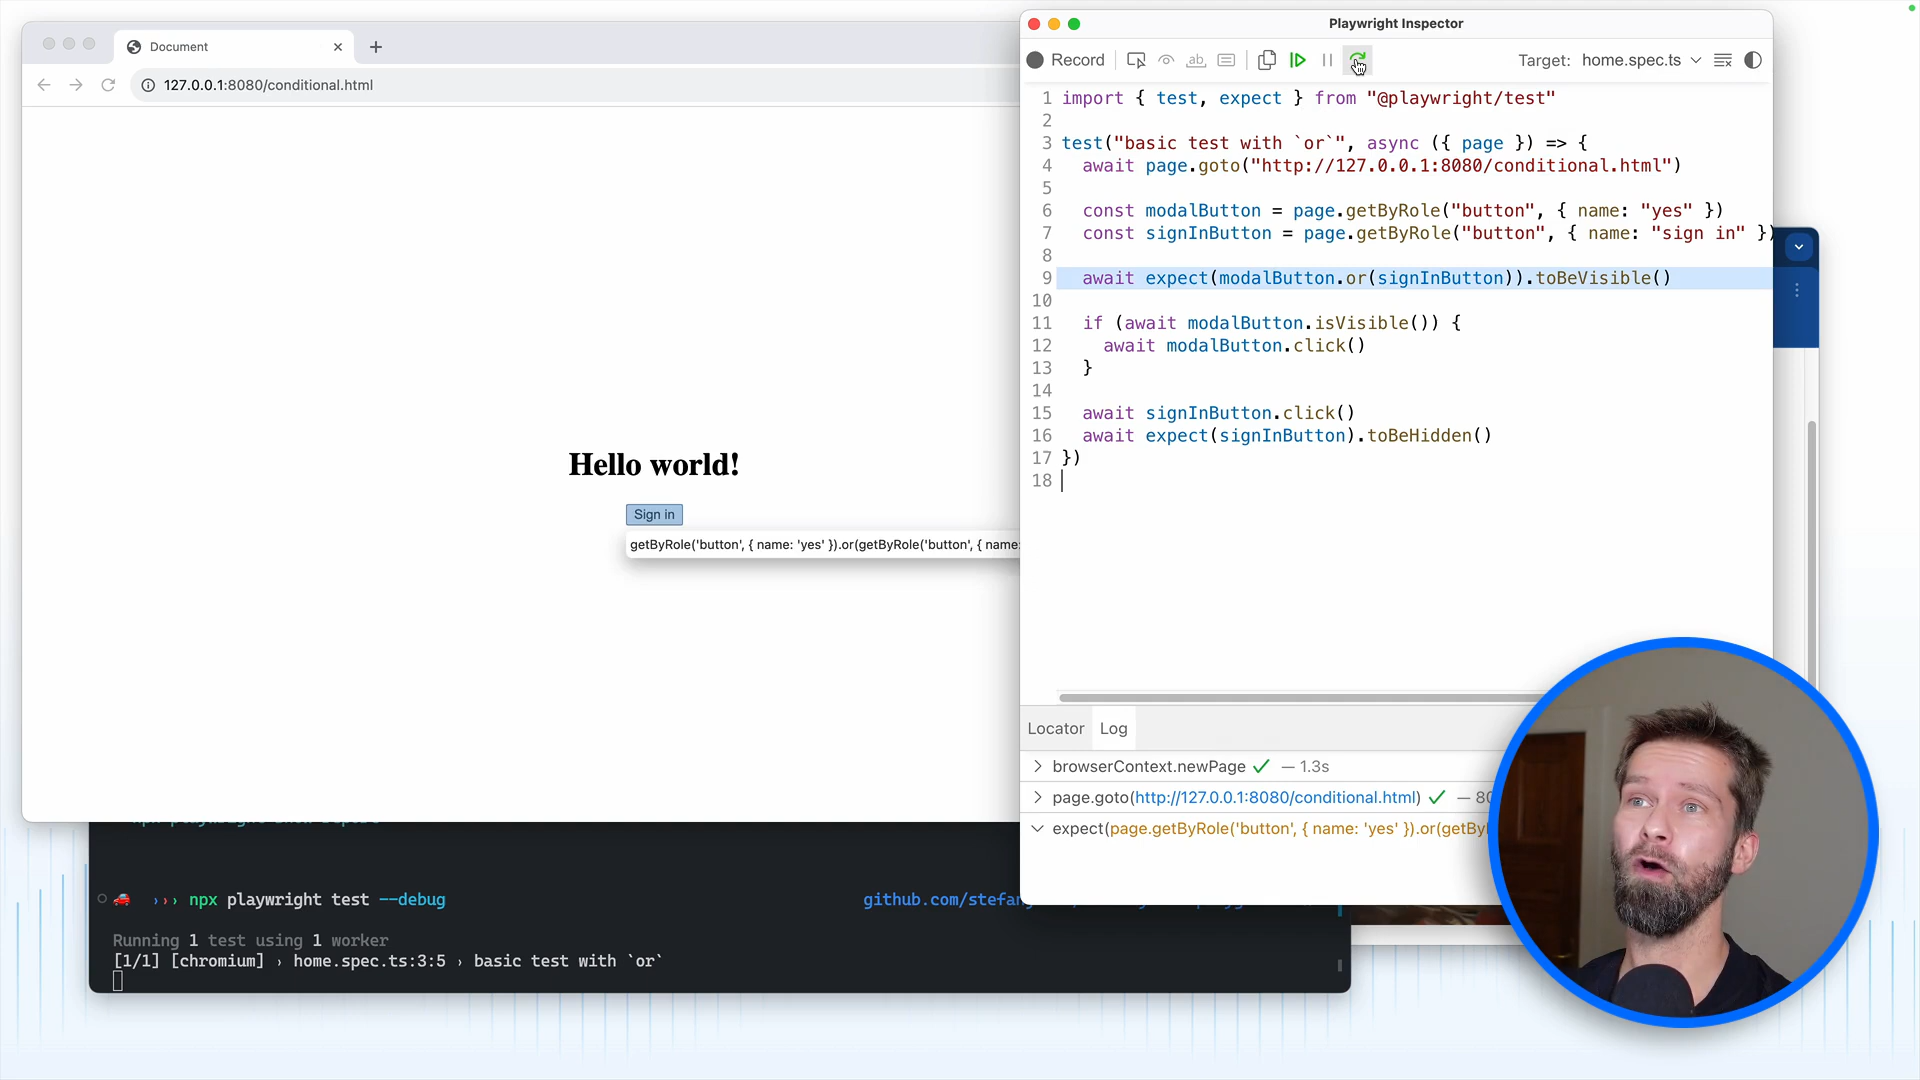 Document
127.0.0.1:8080/conditional.html
Hello world!
Sign in
getByRole('button', { name: 'yes' }).or(getByRole('button', { name:
Playwright Inspector
Record
Target: home.spec.ts
1 import { test, expect } from "@playwright/test"
2
3 test("basic test with `or`", async ({ page }) => {
4 await page.goto("http://127.0.0.1:8080/conditional.html")
5
6 const modalButton = page.getByRole("button", { name: "yes" })
7 const signInButton = page.getByRole("button", { name: "sign in" })
8
9 await expect(modalButton.or(signInButton)).toBeVisible()
10
11 if (await modalButton.isVisible()) {
12 await modalButton.click()
13 }
14
15 await signInButton.click()
16 await expect(signInButton).toBeHidden()
17 })
18
Locator Log
browserContext.newPage — 1.3s
page.goto(http://127.0.0.1:8080/conditional.html) — 80
expect(page.getByRole('button', { name: 'yes' }).or(getBy
››› npx playwright test --debug
github.com/stefan
Running 1 test using 1 worker
[1/1] [chromium] › home.spec.ts:3:5 › basic test with `or`